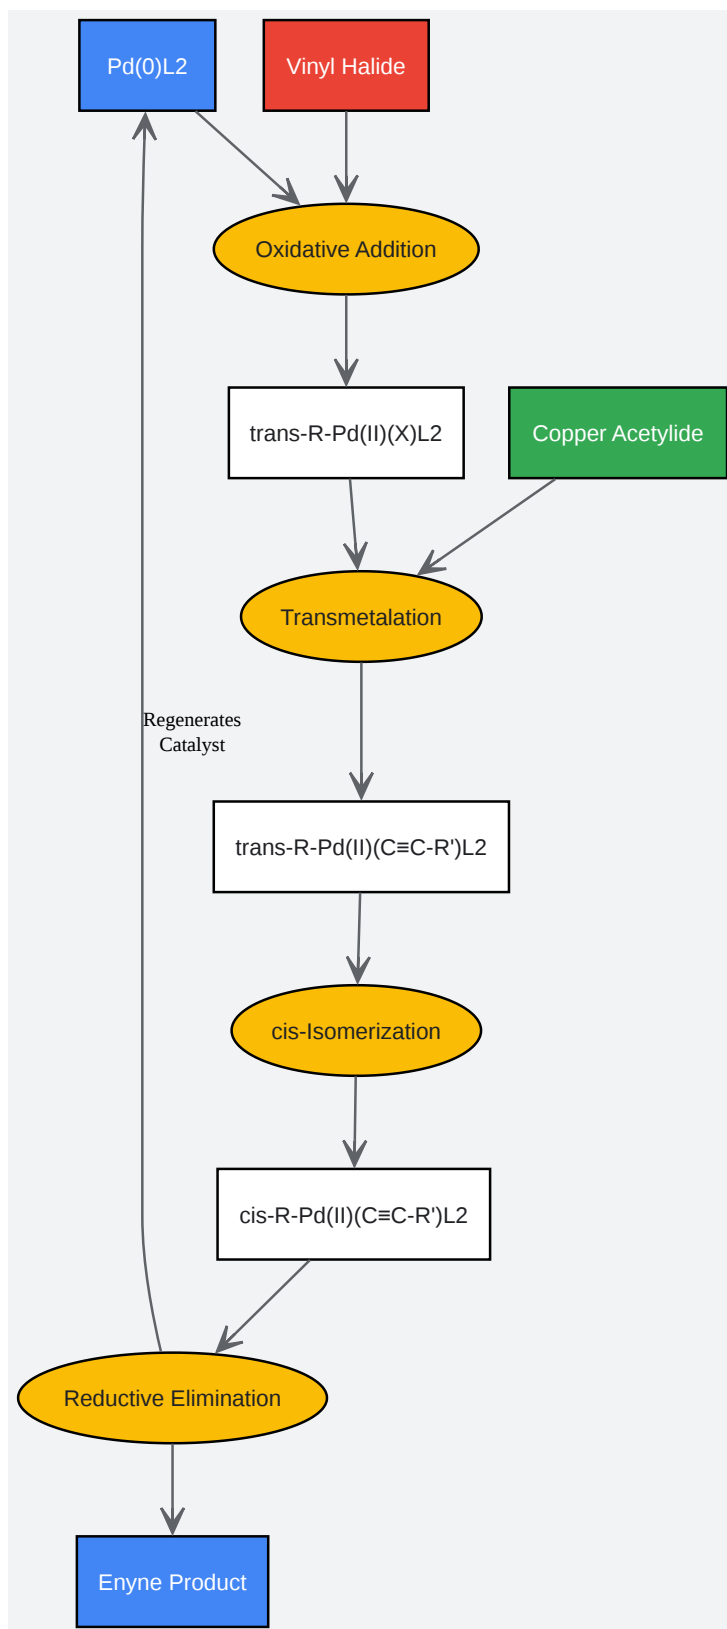 Pd(0)L2
Vinyl Halide
Oxidative Addition
trans-R-Pd(II)(X)L2
Copper Acetylide
Transmetalation
Regenerates
Catalyst
trans-R-Pd(II)(C≡C-R')L2
cis-Isomerization
cis-R-Pd(II)(C≡C-R')L2
Reductive Elimination
Enyne Product